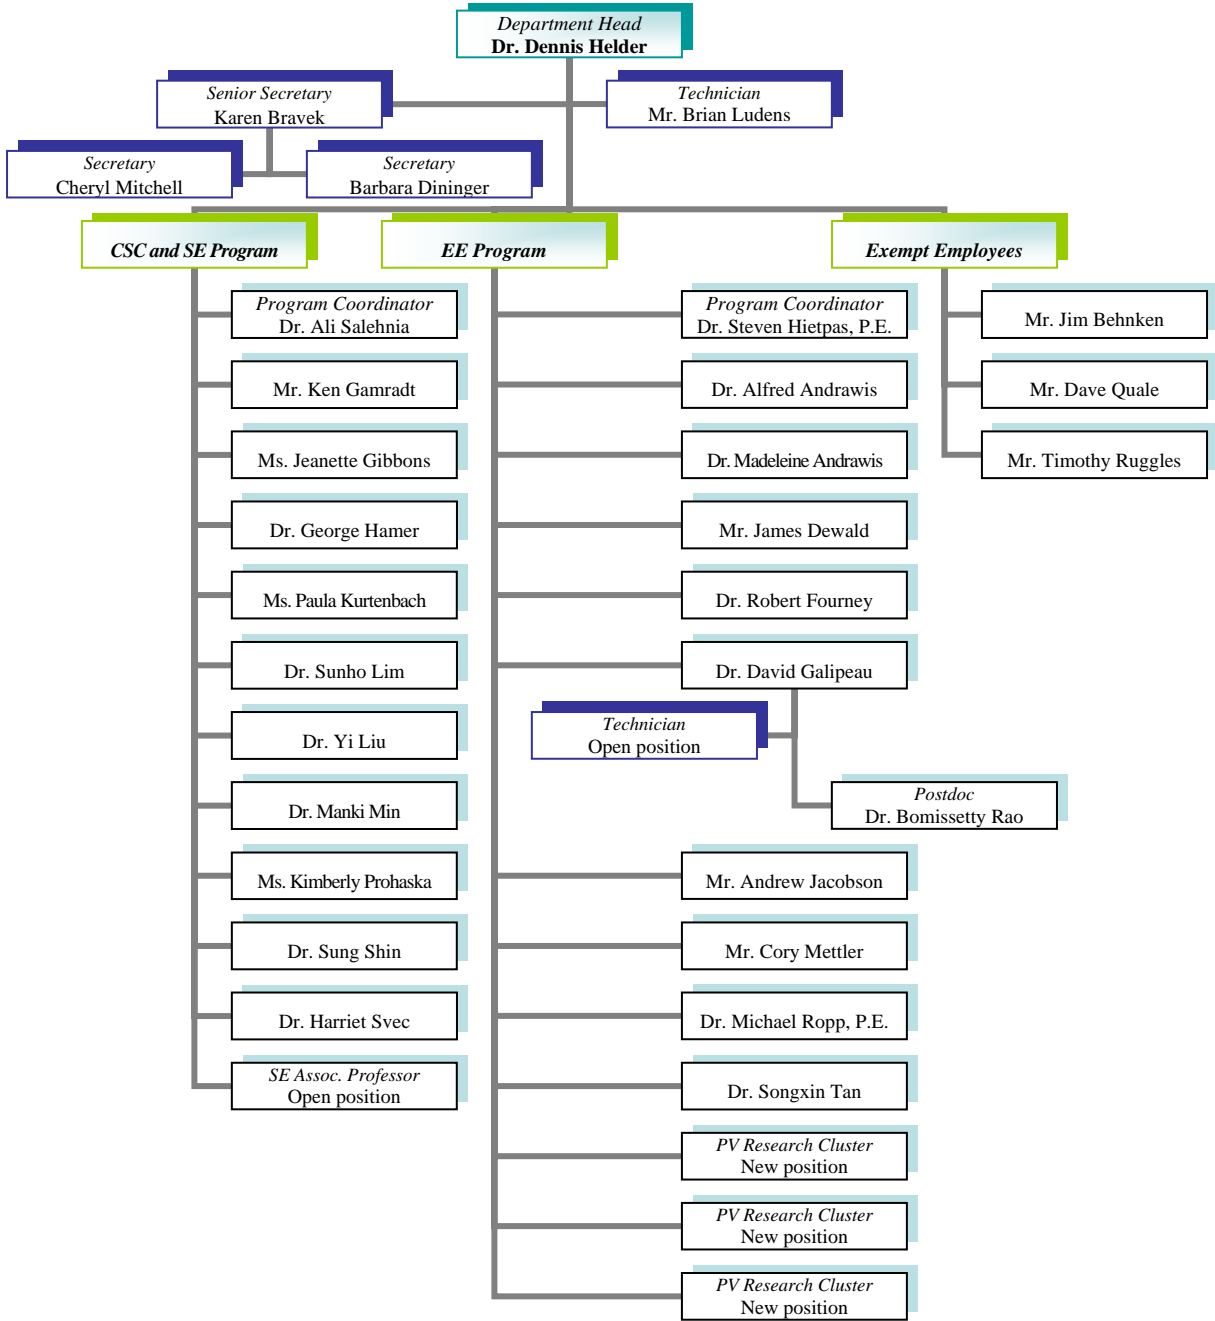 Department Head
Dr. Dennis Helder
Senior Secretary
Karen Bravek
Technician
Mr. Brian Ludens
Secretary
Cheryl Mitchell
Secretary
Barbara Dininger
CSC and SE Program
EE Program
Exempt Employees
Program Coordinator
Dr. Ali Salehnia
Mr. Ken Gamradt
Ms. Jeanette Gibbons
Dr. George Hamer
Ms. Paula Kurtenbach
Dr. Sunho Lim
Dr. Yi Liu
Dr. Manki Min
Ms. Kimberly Prohaska
Dr. Sung Shin
Dr. Harriet Svec
SE Assoc. Professor
Open position
Program Coordinator
Dr. Steven Hietpas, P.E.
Dr. Alfred Andrawis
Dr. Madeleine Andrawis
Mr. James Dewald
Dr. Robert Fourney
Dr. David Galipeau
Technician
Open position
Postdoc
Dr. Bomissetty Rao
Mr. Andrew Jacobson
Mr. Cory Mettler
Dr. Michael Ropp, P.E.
Dr. Songxin Tan
PV Research Cluster
New position
PV Research Cluster
New position
PV Research Cluster
New position
Mr. Jim Behnken
Mr. Dave Quale
Mr. Timothy Ruggles